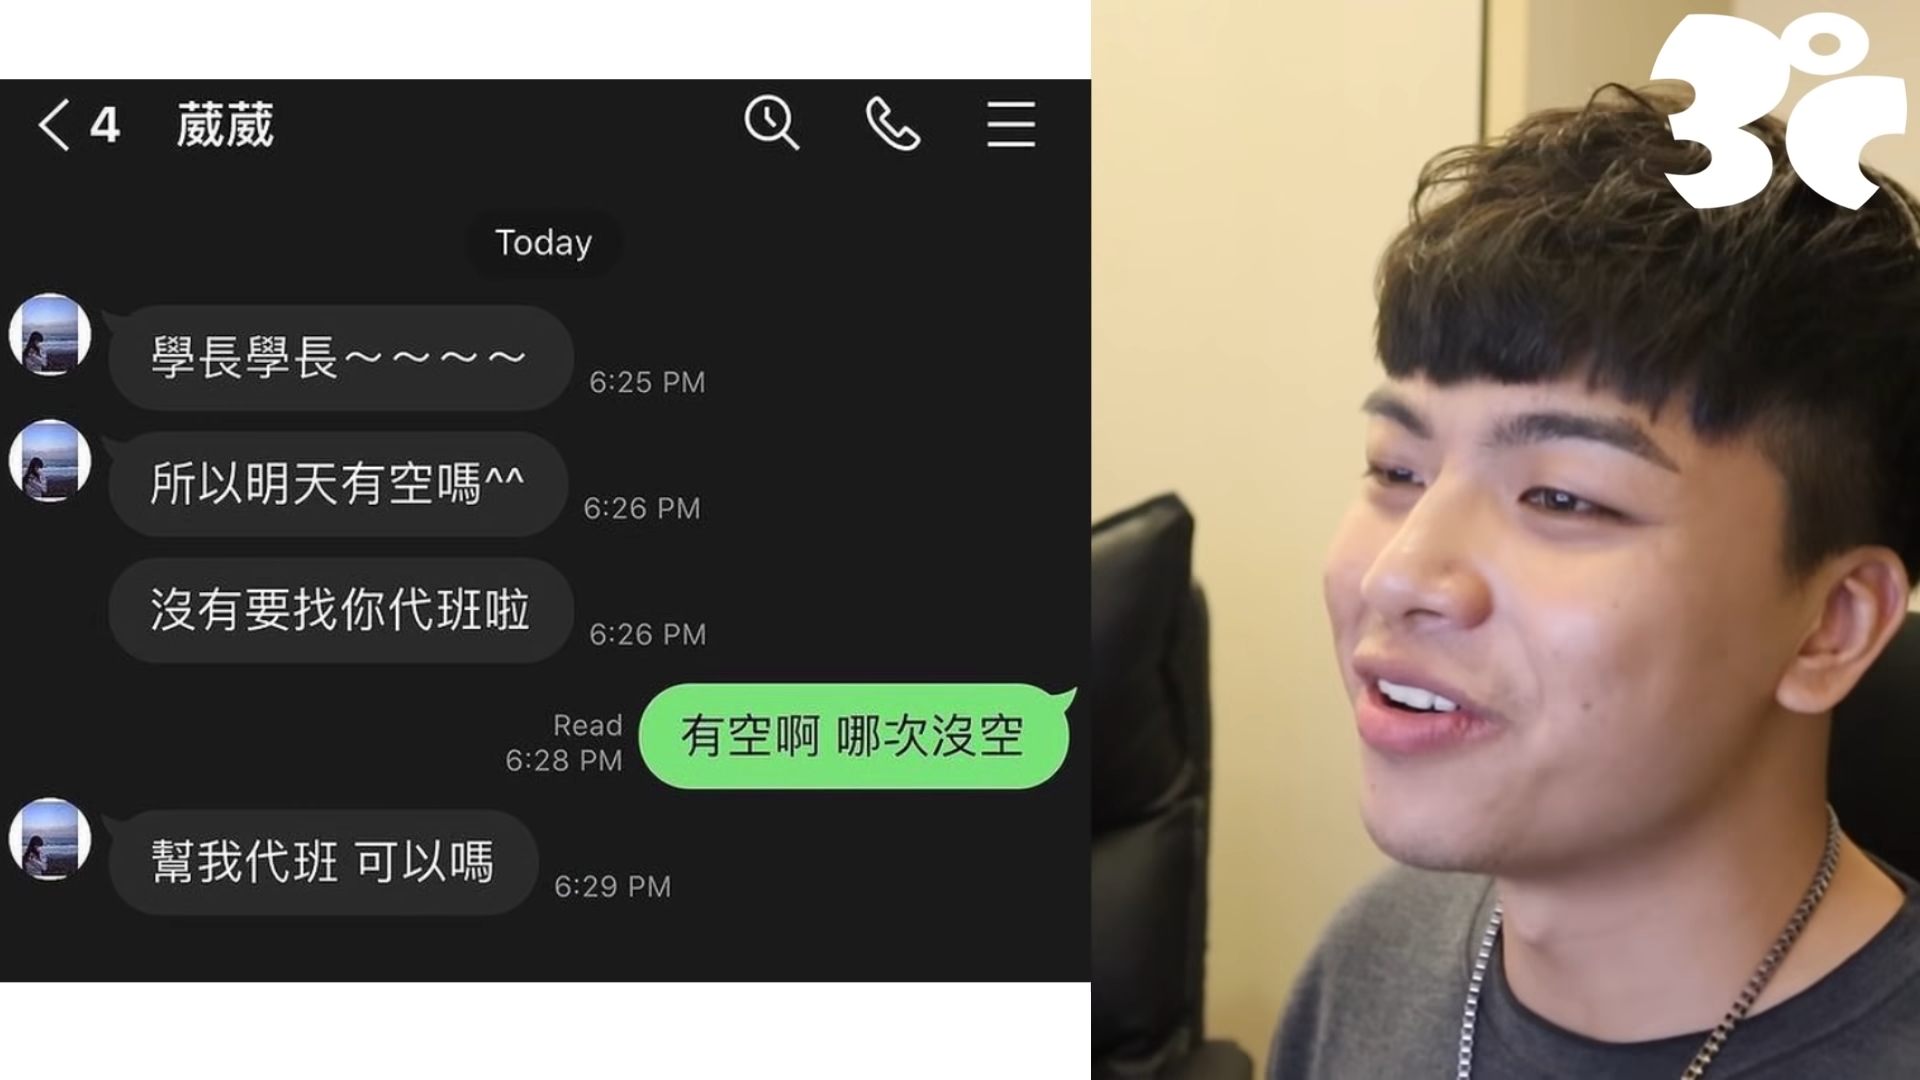 4 葳葳
Today
學長學長～～～～
6:25 PM
所以明天有空嗎^^
6:26 PM
沒有要找你代班啦
6:26 PM
有空啊 哪次沒空
Read
6:28 PM
幫我代班 可以嗎
6:29 PM
3°C